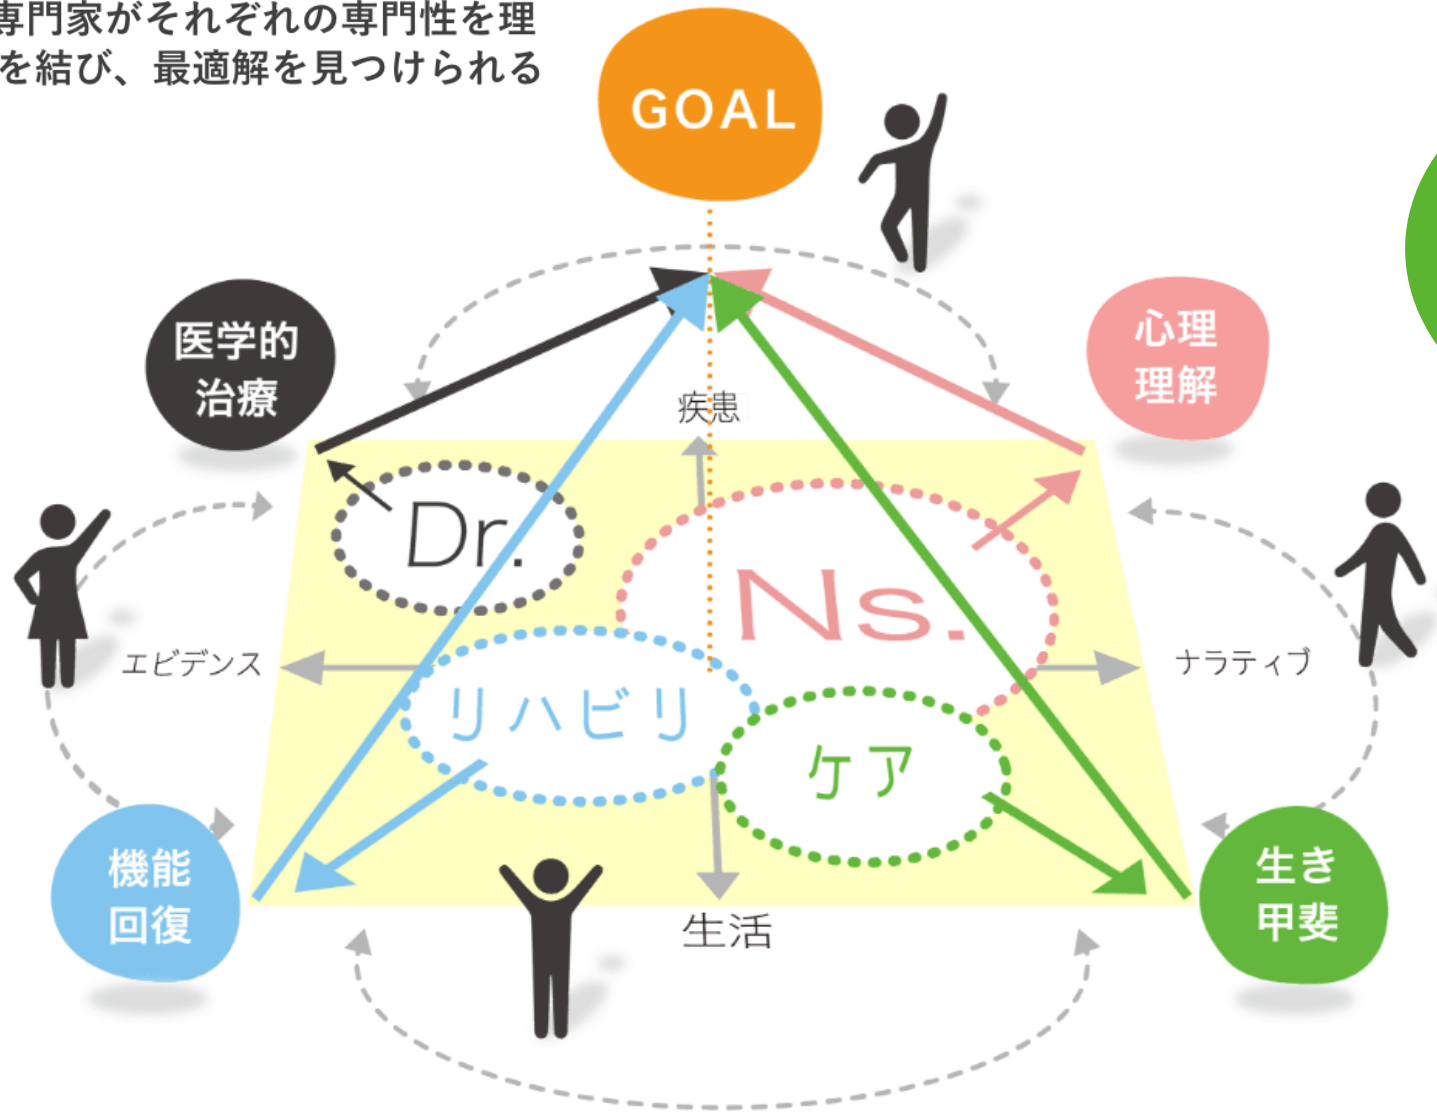 専門家がそれぞれの専門性を理
を結び、最適解を見つけられる
GOAL
医学的
治療
心理
理解
疾患
Dr.
Ns.
エビデンス
ナラティブ
リハビリ
ケア
機能
回復
生き
甲斐
生活